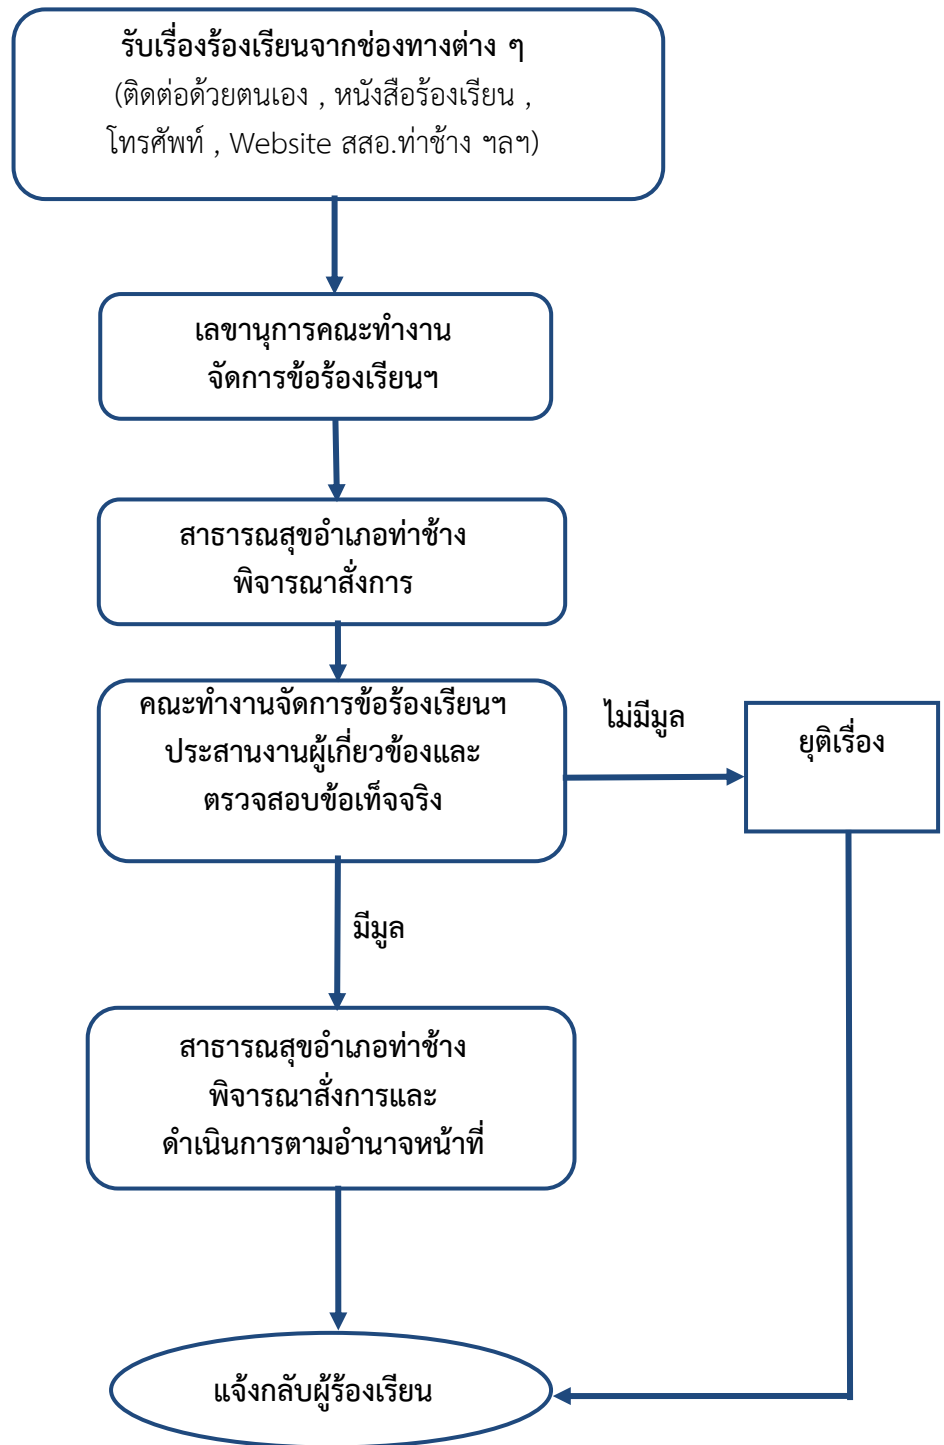 รับเรื่องร้องเรียนจากช่องทางต่าง ๆ
(ติดต่อด้วยตนเอง , หนังสือร้องเรียน ,
โทรศัพท์ , Website สสอ.ท่าช้าง ฯลฯ)
เลขานุการคณะทำงาน
จัดการข้อร้องเรียนฯ
สาธารณสุขอำเภอท่าช้าง
พิจารณาสั่งการ
คณะทำงานจัดการข้อร้องเรียนฯ
ประสานงานผู้เกี่ยวข้องและ
ตรวจสอบข้อเท็จจริง
ไม่มีมูล
ยุติเรื่อง
มีมูล
สาธารณสุขอำเภอท่าช้าง
พิจารณาสั่งการและ
ดำเนินการตามอำนาจหน้าที่
แจ้งกลับผู้ร้องเรียน